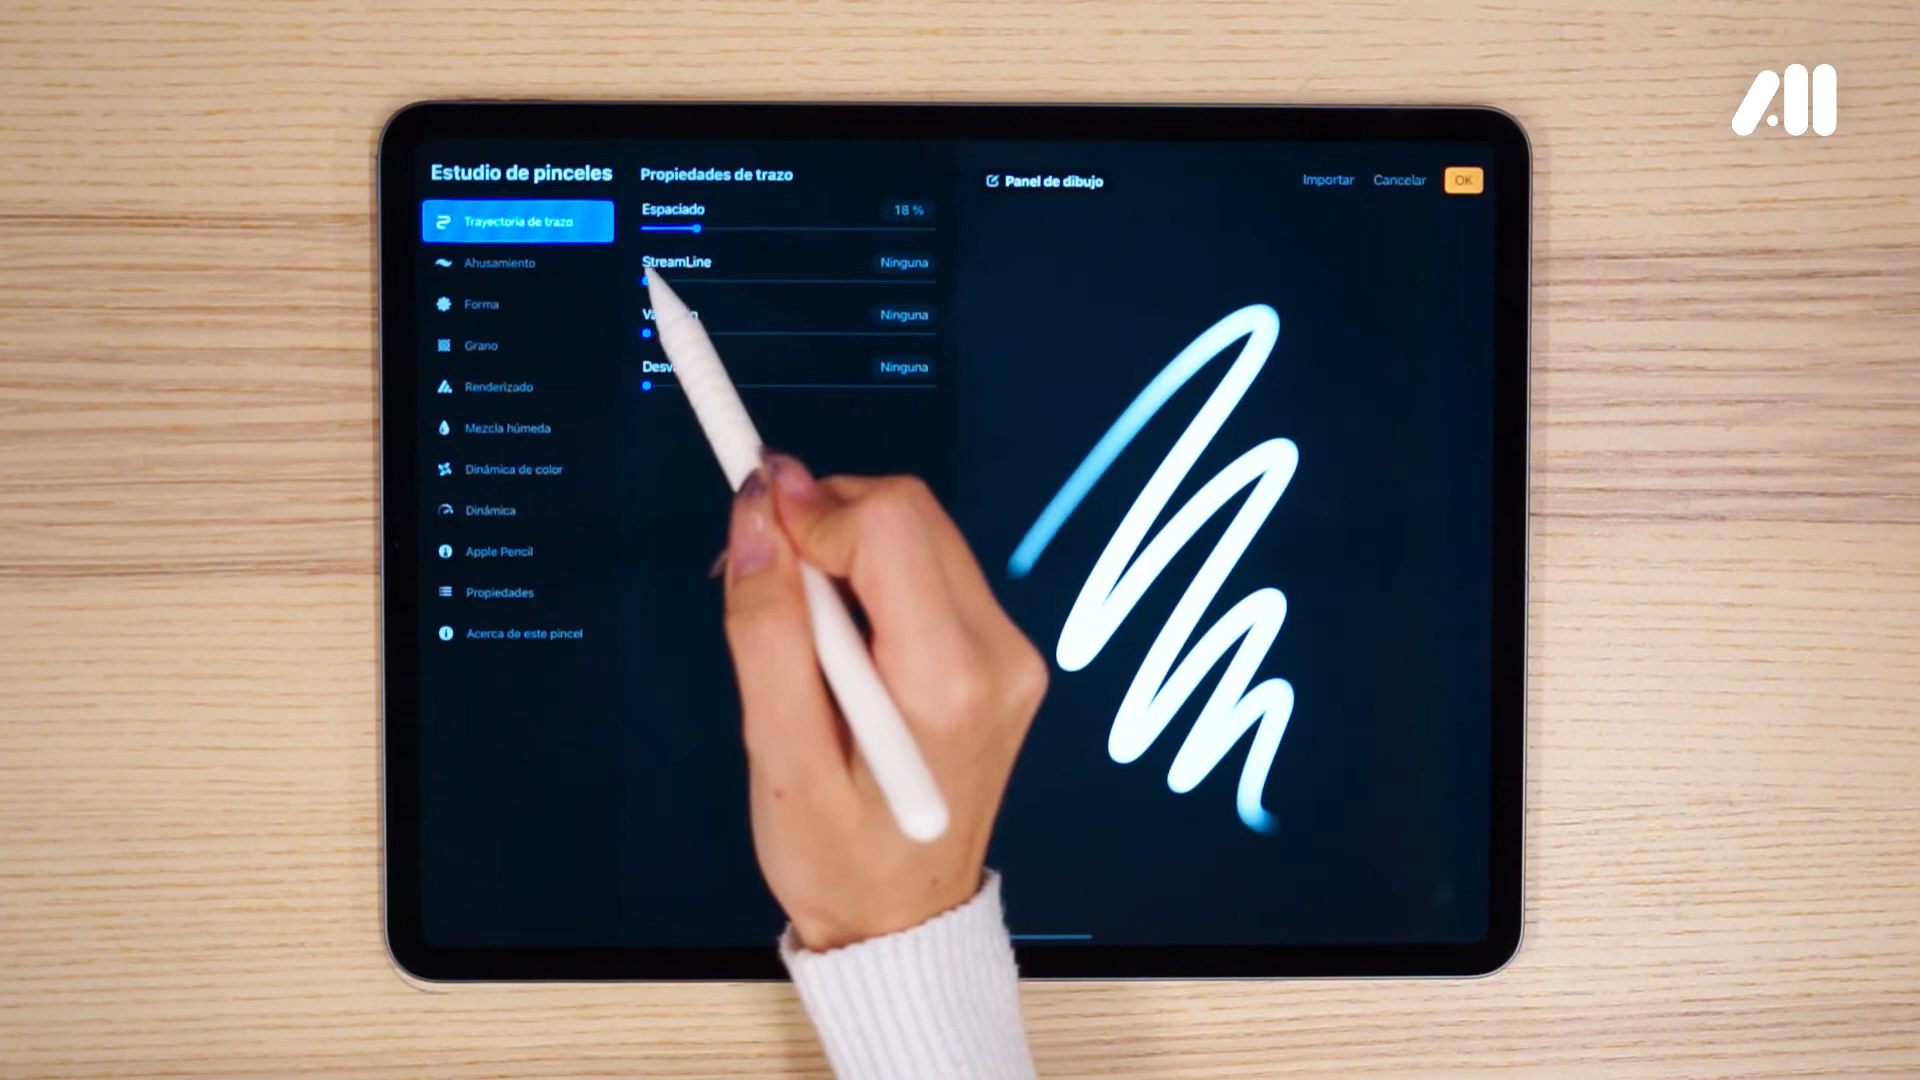 Estudio de pinceles
Trayectoria de trazo
Ahusamiento
Forma
Grano
Renderizado
Mezcla húmeda
Dinámica de color
Dinámica
Apple Pencil
Propiedades
Acerca de este pincel
Propiedades de trazo
Espaciado 18 %
StreamLine Ninguna
Ninguna
Ninguna
Panel de dibujo
Importar Cancelar OK